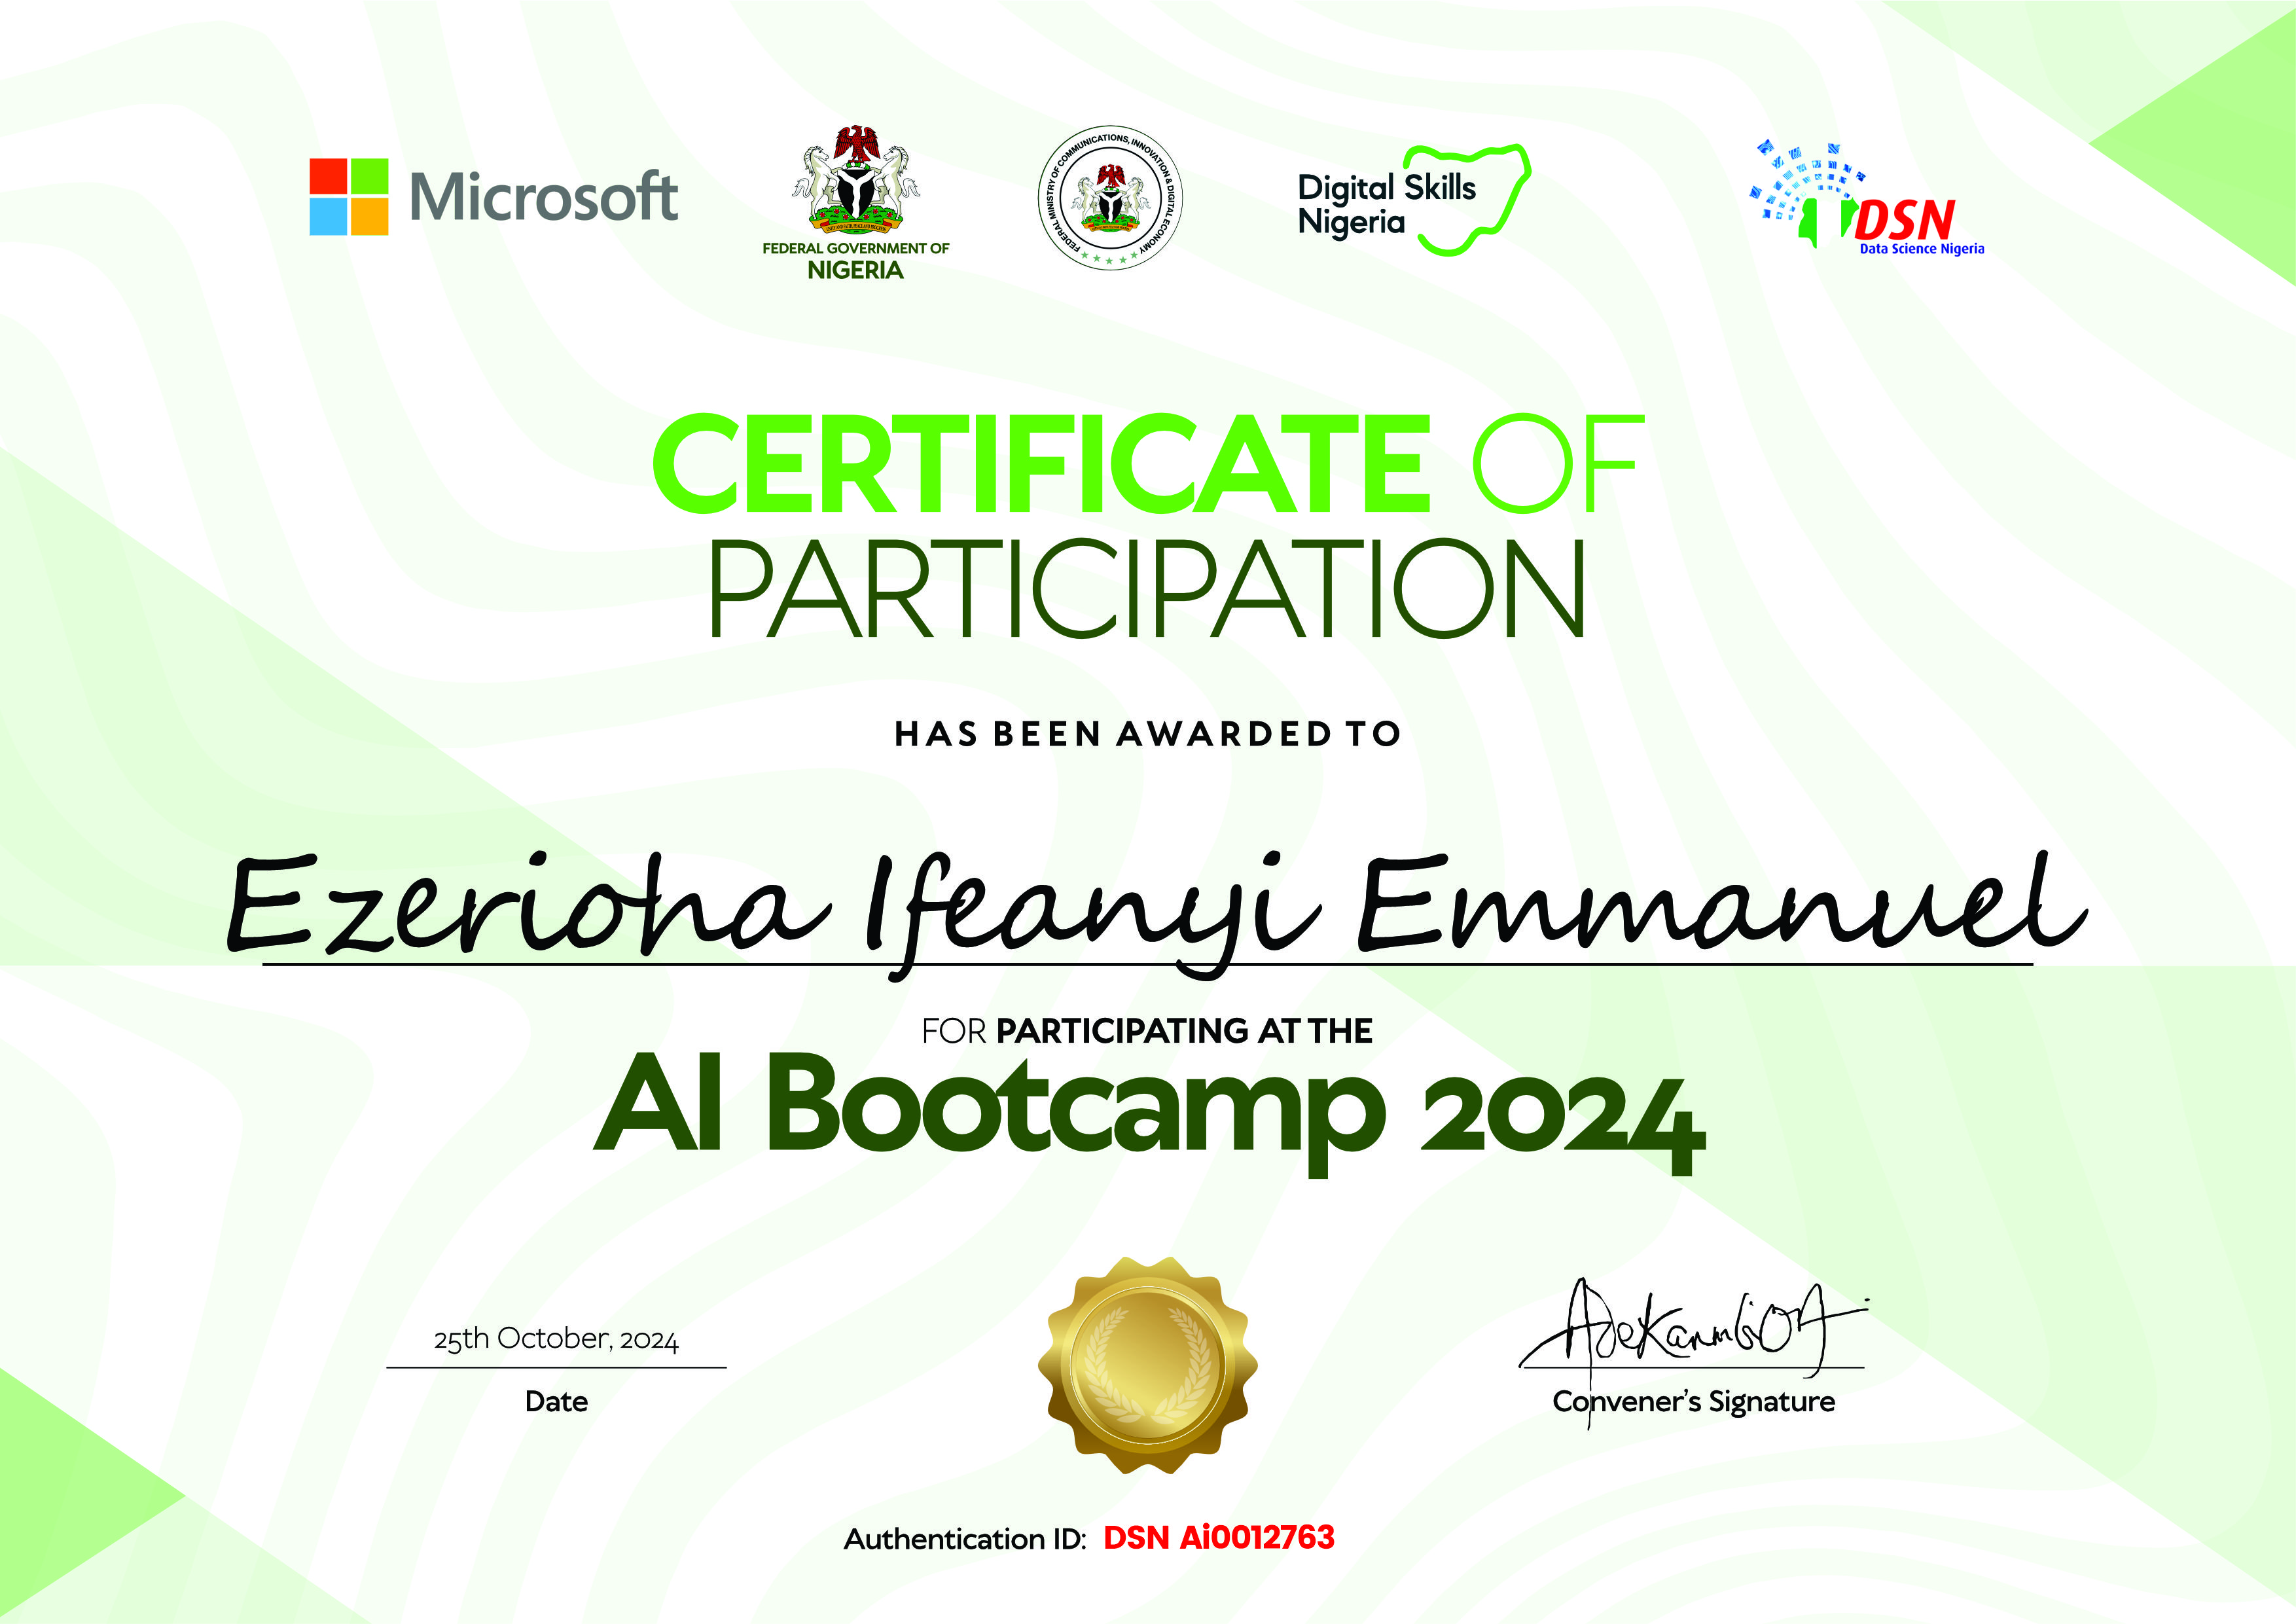 Microsoft
FEDERAL GOVERNMENT OF
NIGERIA
FEDERAL MINISTRY OF COMMUNICATIONS, INNOVATION & DIGITAL ECONOMY
Digital Skills
Nigeria
DSN
Data Science Nigeria
CERTIFICATE OF
PARTICIPATION
HAS BEEN AWARDED TO
Ezerioha Ifeanyi Emmanuel
FOR PARTICIPATING AT THE
AI Bootcamp 2024
25th October, 2024
Date
AdeKanmbi OA
Convener's Signature
Authentication ID: DSN Ai0012763